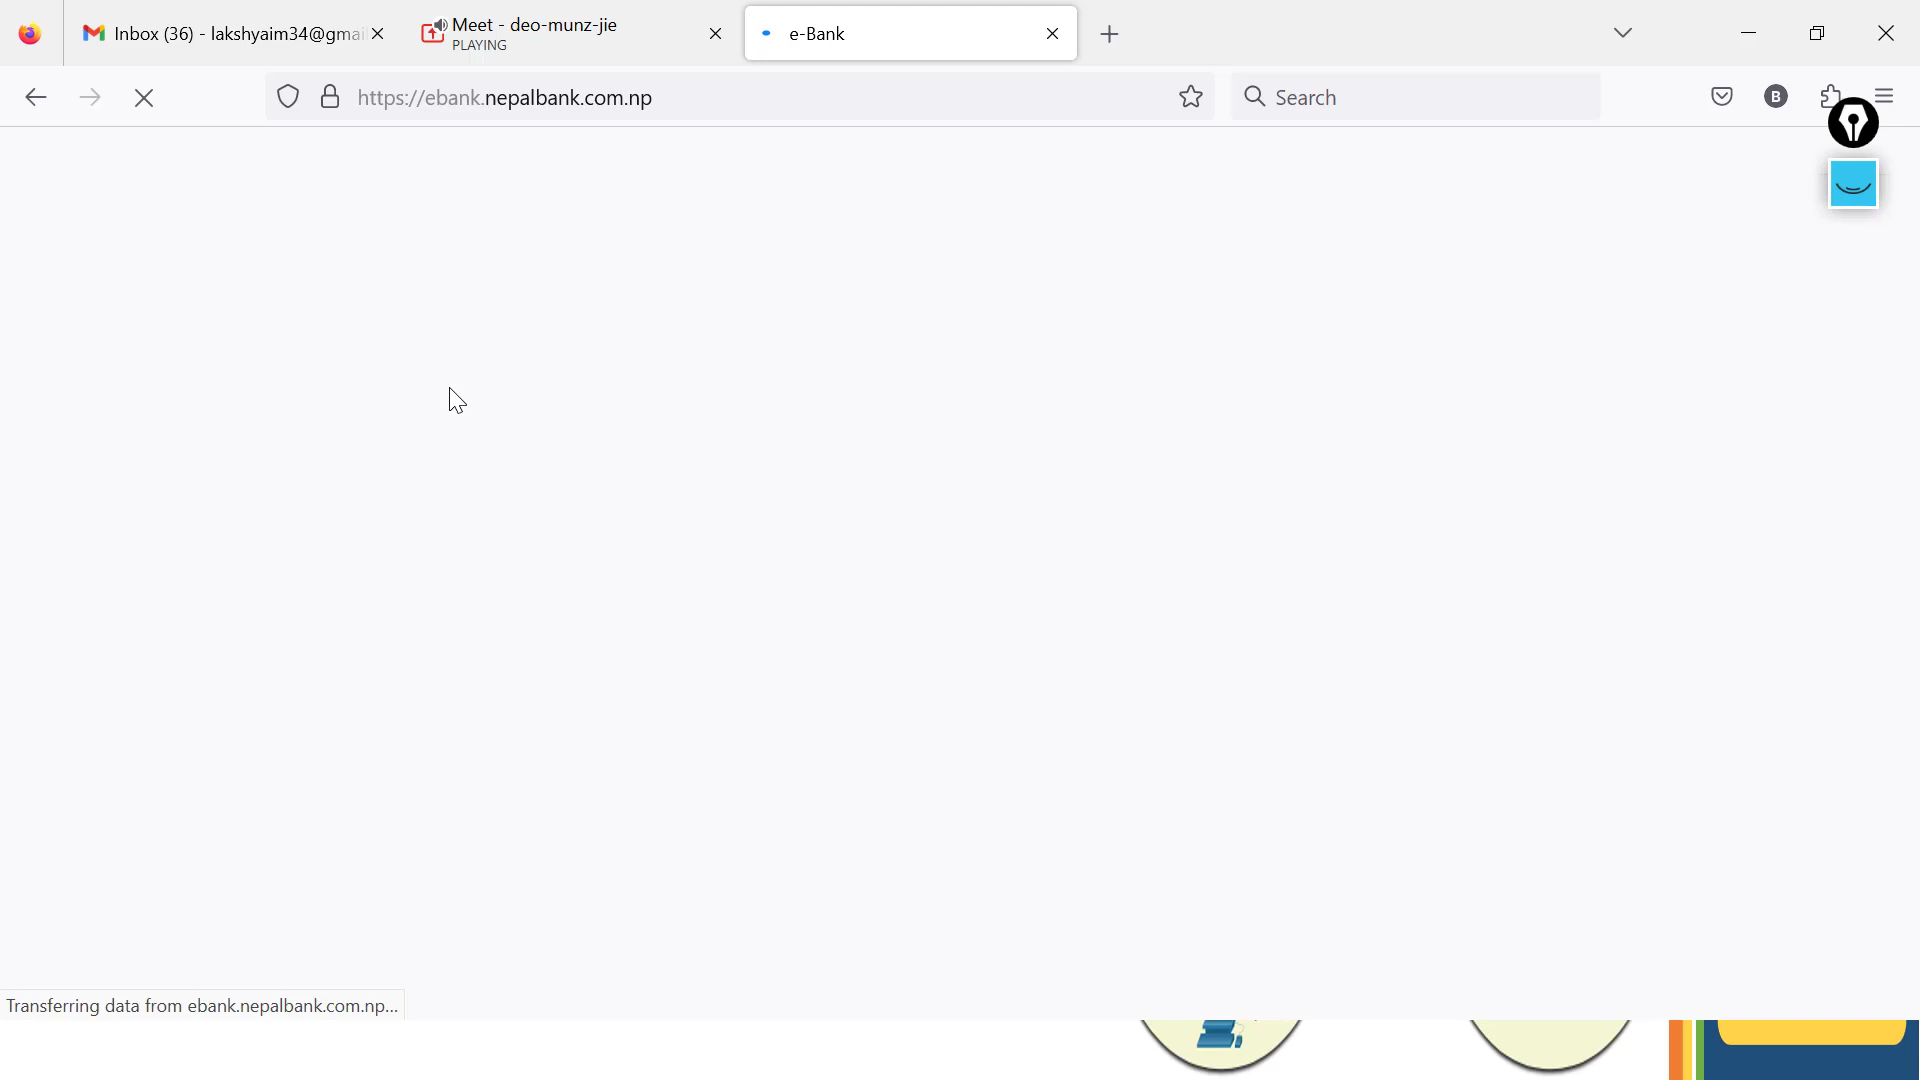 Inbox (36) - lakshyaim34@gmai
Meet - deo-munz-jie
PLAYING
e-Bank
https://ebank.nepalbank.com.np
Search
B
Transferring data from ebank.nepalbank.com.np...